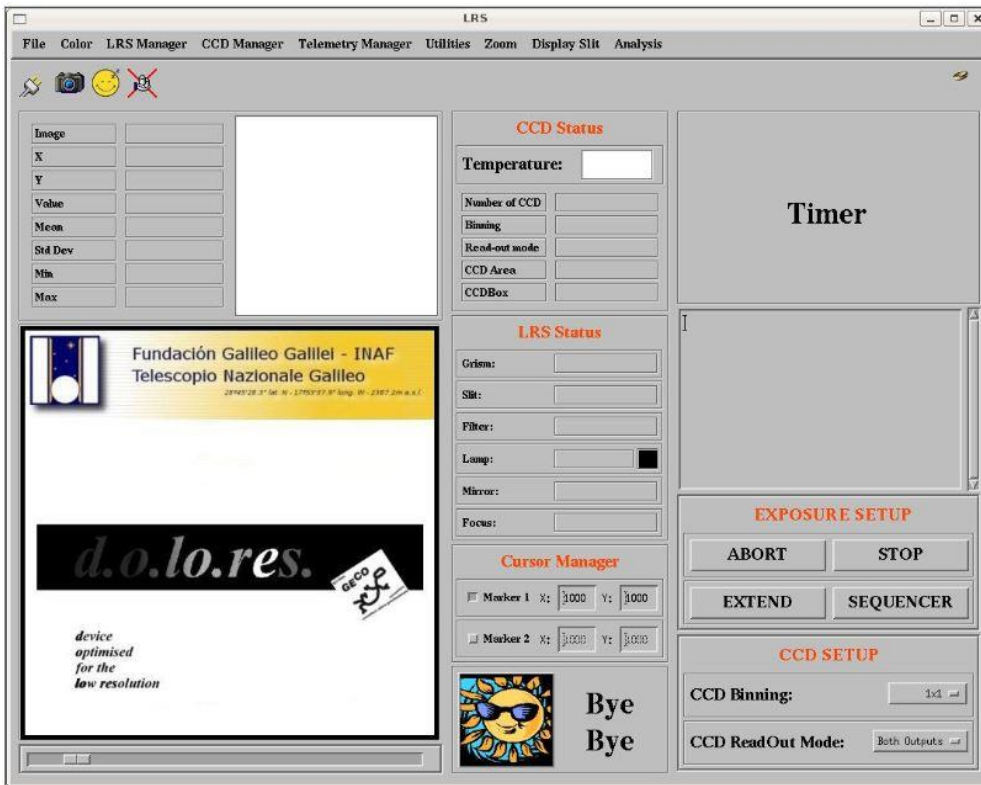 LRS
File Color LRS Manager CCD Manager Telemetry Manager Utilities Zoom Display Slit Analysis
Image
X
Y
Value
Mean
Std Dev
Min
Max
Fundación Galileo Galilei - INAF
Telescopio Nazionale Galileo
d.o.lo.res.
GECO
device
optimised
for the
low resolution
CCD Status
Temperature:
Number of CCD
Binning
Read-out mode
CCD Area
CCDBox
LRS Status
Grism:
Slit:
Filter:
Lamp:
Mirror:
Focus:
Cursor Manager
Marker 1 X: 1000 Y: 1000
Marker 2 X: 1000 Y: 1000
Bye
Bye
Timer
EXPOSURE SETUP
ABORT STOP
EXTEND SEQUENCER
CCD SETUP
CCD Binning: 1x1
CCD ReadOut Mode: Both Outputs